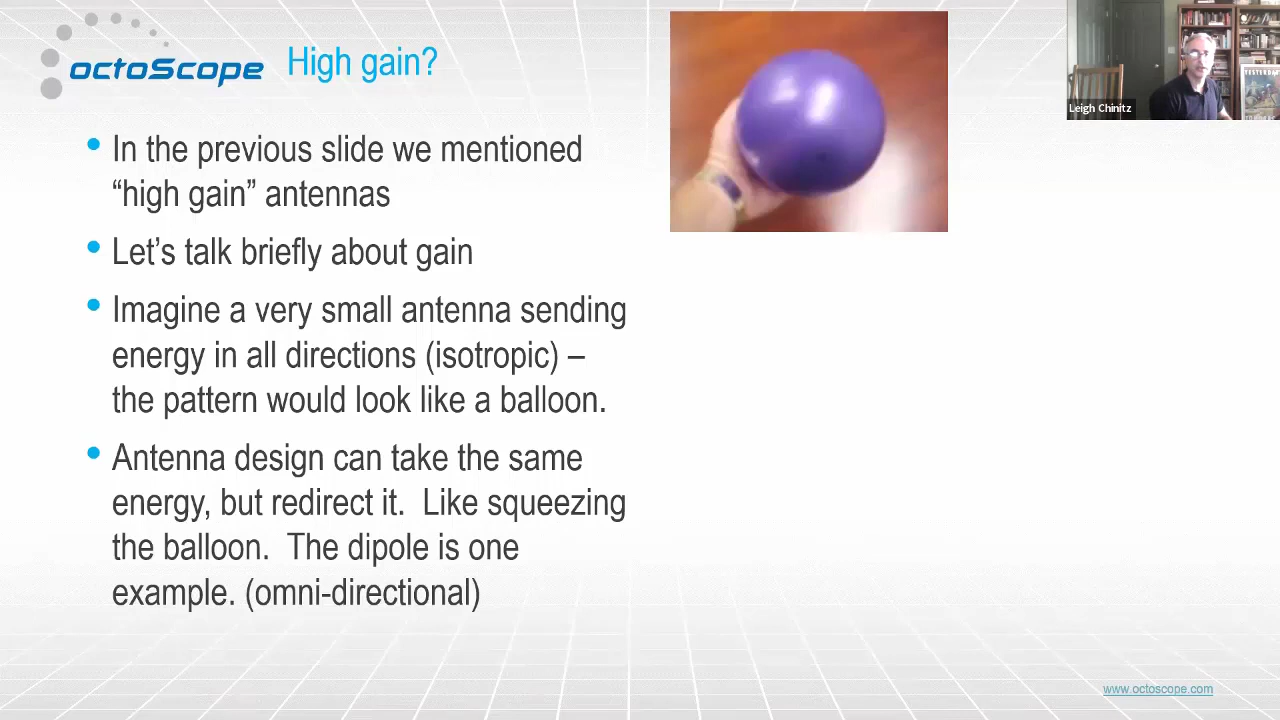 octoScope
High gain?
• In the previous slide we mentioned
“high gain” antennas
• Let’s talk briefly about gain
• Imagine a very small antenna sending
energy in all directions (isotropic) –
the pattern would look like a balloon.
• Antenna design can take the same
energy, but redirect it.  Like squeezing
the balloon.  The dipole is one
example. (omni-directional)
Leigh Chinitz
YESTERDAY
www.octoscope.com